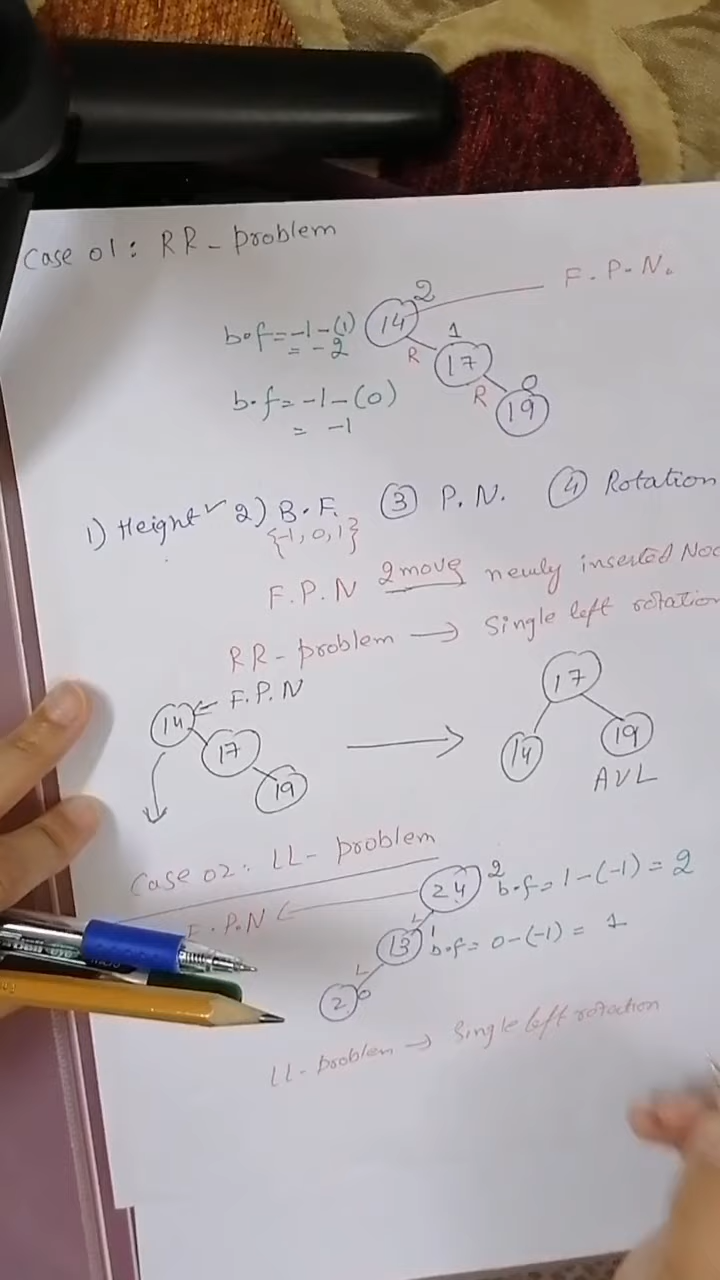 Case 01: RR - problem
F.P.N.
2
b.f = -1 - (1)
= -2
14
1
R
17
b.f = -1 - (0)
= -1
R
0
19
1) Height ✓ 2) B.F. ③ P.N. ④ Rotation
{-1, 0, 1}
F.P.N 2 move newly inserted Nod
RR - problem → Single left rotation
14 ← F.P.N
17
19
→
17
14
19
AVL
Case 02: LL - problem
24
2
b.f = 1 - (-1) = 2
F.P.N
L
13
1
b.f = 0 - (-1) = 1
L
2
0
LL - problem → Single left rotation